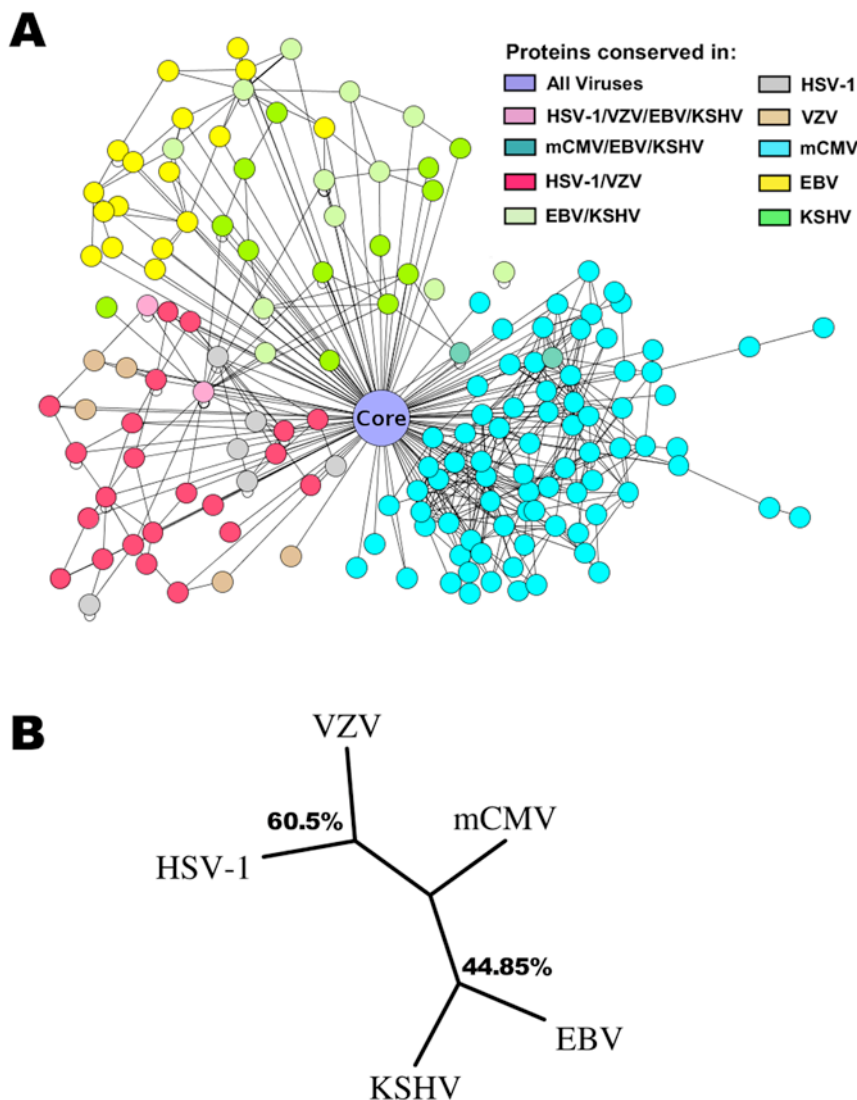 A
Proteins conserved in:
All Viruses
HSV-1/VZV/EBV/KSHV
mCMV/EBV/KSHV
HSV-1/VZV
EBV/KSHV
HSV-1
VZV
mCMV
EBV
KSHV
Core
B
VZV
60.5%
mCMV
HSV-1
44.85%
EBV
KSHV